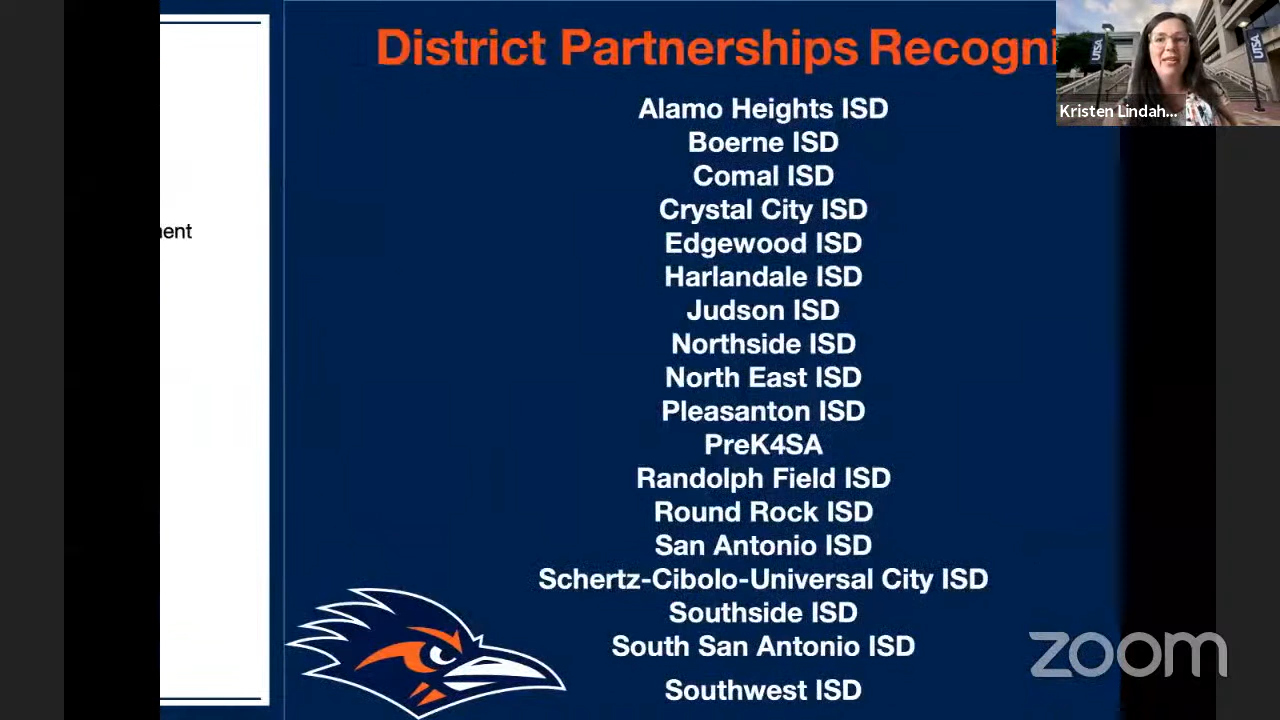 District Partnerships Recogni
Alamo Heights ISD
Boerne ISD
Comal ISD
Crystal City ISD
Edgewood ISD
Harlandale ISD
Judson ISD
Northside ISD
North East ISD
Pleasanton ISD
PreK4SA
Randolph Field ISD
Round Rock ISD
San Antonio ISD
Schertz-Cibolo-Universal City ISD
Southside ISD
South San Antonio ISD
Southwest ISD
ent
UTSA
UTSA
Kristen Lindah...
zoom